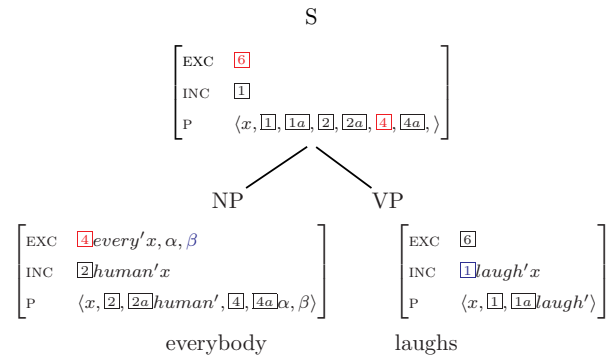 S
EXC 6
INC 1
P ⟨x, 1, 1a, 2, 2a, 4, 4a, ⟩
NP VP
EXC 4 every′x, α, β EXC 6
INC 2 human′x INC 1 laugh′x
P ⟨x, 2, 2a human′, 4, 4a α, β⟩ P ⟨x, 1, 1a laugh′⟩
everybody laughs